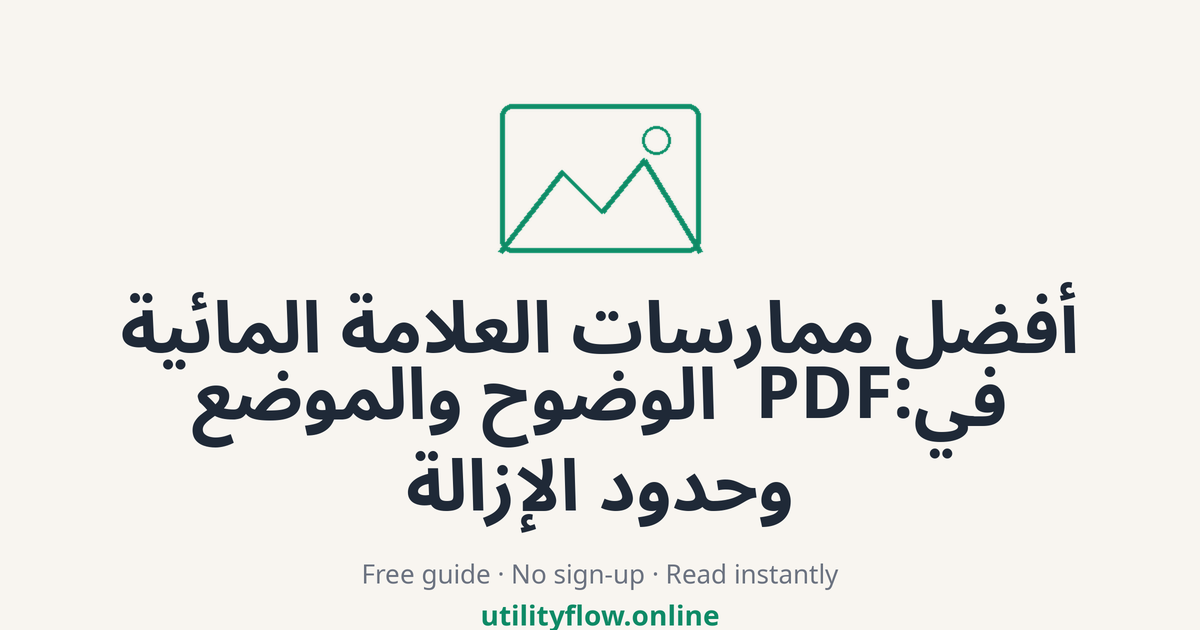 أفضل ممارسات العلامة المائية
في:PDF الوضوح والموضع
وحدود الإزالة
Free guide · No sign-up · Read instantly
utilityflow.online